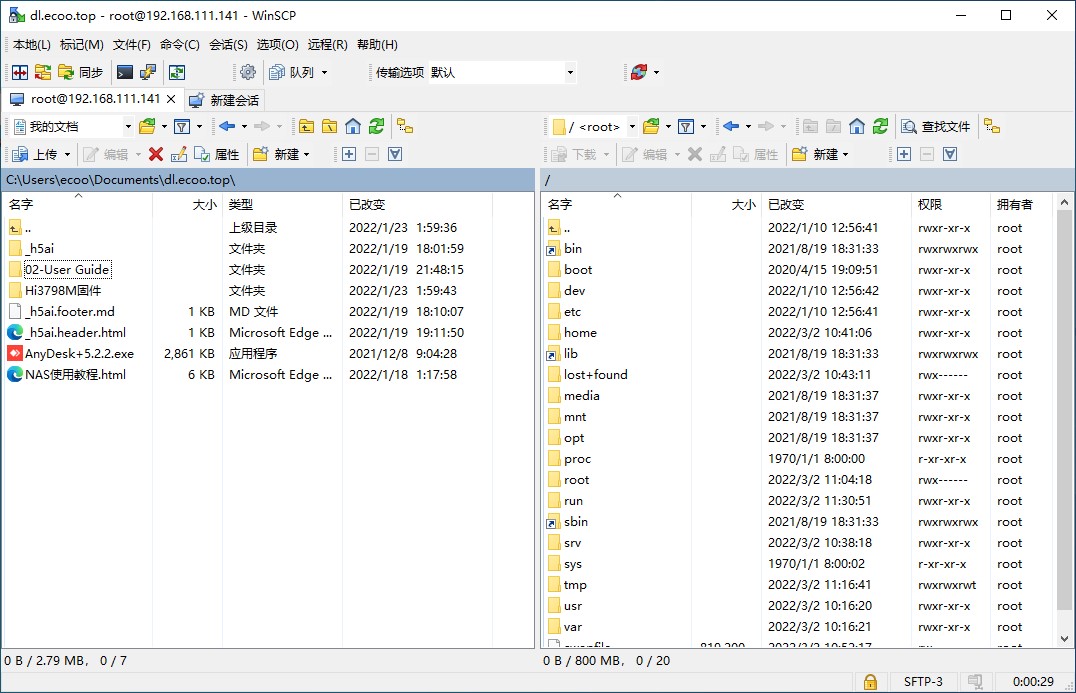 dl.ecoo.top - root@192.168.111.141 - WinSCP
本地(L) 标记(M) 文件(F) 命令(C) 会话(S) 选项(O) 远程(R) 帮助(H)
同步 队列 传输选项 默认
root@192.168.111.141 新建会话
我的文档 / <root> 查找文件
上传 编辑 属性 新建 下载 编辑 属性 新建
C:\Users\ecoo\Documents\dl.ecoo.top\
名字 大小 类型 已改变
.. 上级目录 2022/1/23 1:59:36
_h5ai 文件夹 2022/1/19 18:01:59
02-User Guide 文件夹 2022/1/19 21:48:15
Hi3798M固件 文件夹 2022/1/23 1:59:43
_h5ai.footer.md 1 KB MD 文件 2022/1/19 18:10:07
_h5ai.header.html 1 KB Microsoft Edge ... 2022/1/19 19:11:50
AnyDesk+5.2.2.exe 2,861 KB 应用程序 2021/12/8 9:04:28
NAS使用教程.html 6 KB Microsoft Edge ... 2022/1/18 1:17:58
0 B / 2.79 MB， 0 / 7
/
名字 大小 已改变 权限 拥有者
.. 2022/1/10 12:56:41 rwxr-xr-x root
bin 2021/8/19 18:31:33 rwxrwxrwx root
boot 2020/4/15 19:09:51 rwxr-xr-x root
dev 2022/1/10 12:56:42 rwxr-xr-x root
etc 2022/1/10 12:56:41 rwxr-xr-x root
home 2022/3/2 10:41:06 rwxr-xr-x root
lib 2021/8/19 18:31:33 rwxrwxrwx root
lost+found 2022/3/2 10:43:11 rwx------ root
media 2021/8/19 18:31:37 rwxr-xr-x root
mnt 2021/8/19 18:31:37 rwxr-xr-x root
opt 2021/8/19 18:31:37 rwxr-xr-x root
proc 1970/1/1 8:00:00 r-xr-xr-x root
root 2022/3/2 11:04:18 rwx------ root
run 2022/3/2 11:30:51 rwxr-xr-x root
sbin 2021/8/19 18:31:33 rwxrwxrwx root
srv 2022/3/2 10:38:18 rwxr-xr-x root
sys 1970/1/1 8:00:02 r-xr-xr-x root
tmp 2022/3/2 11:16:41 rwxrwxrwt root
usr 2022/3/2 10:16:20 rwxr-xr-x root
var 2022/3/2 10:16:21 rwxr-xr-x root
0 B / 800 MB， 0 / 20
SFTP-3 0:00:29